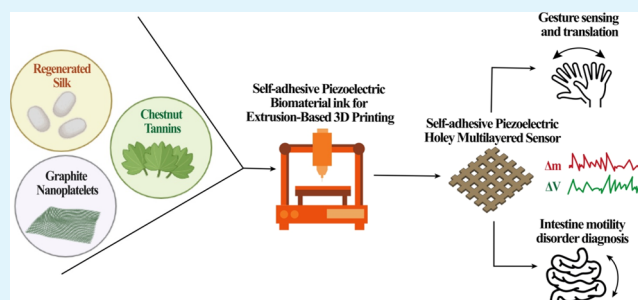 Regenerated
Silk
Chestnut
Tannins
Graphite
Nanoplatelets
Self-adhesive Piezoelectric
Biomaterial ink for
Extrusion-Based 3D Printing
Self-adhesive Piezoelectric
Holey Multilayered Sensor
Gesture sensing
and translation
Δm
ΔV
Intestine motility
disorder diagnosis